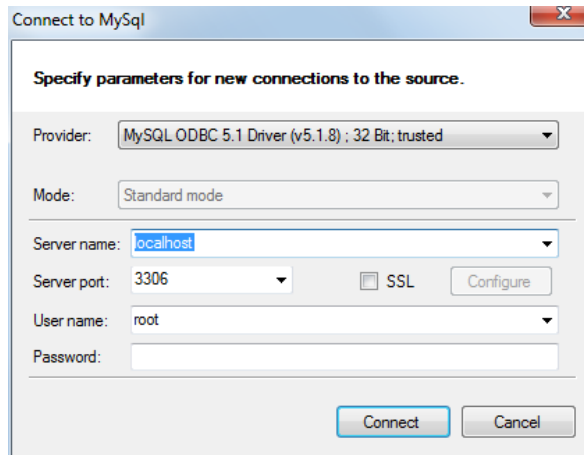 Connect to MySql
Specify parameters for new connections to the source.
Provider: MySQL ODBC 5.1 Driver (v5.1.8) ; 32 Bit; trusted
Mode: Standard mode
Server name: localhost
Server port: 3306 SSL Configure
User name: root
Password:
Connect Cancel